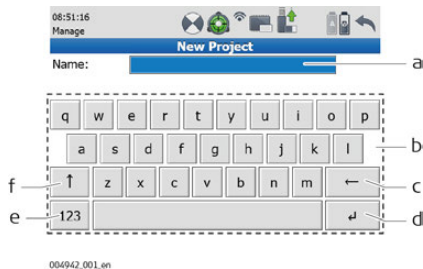 08:51:16
Manage
New Project
Name:
a
q w e r t y u i o p
a s d f g h j k l
b
f ↑ z x c v b n m ← c
e 123 ↵ d
004942_001_en